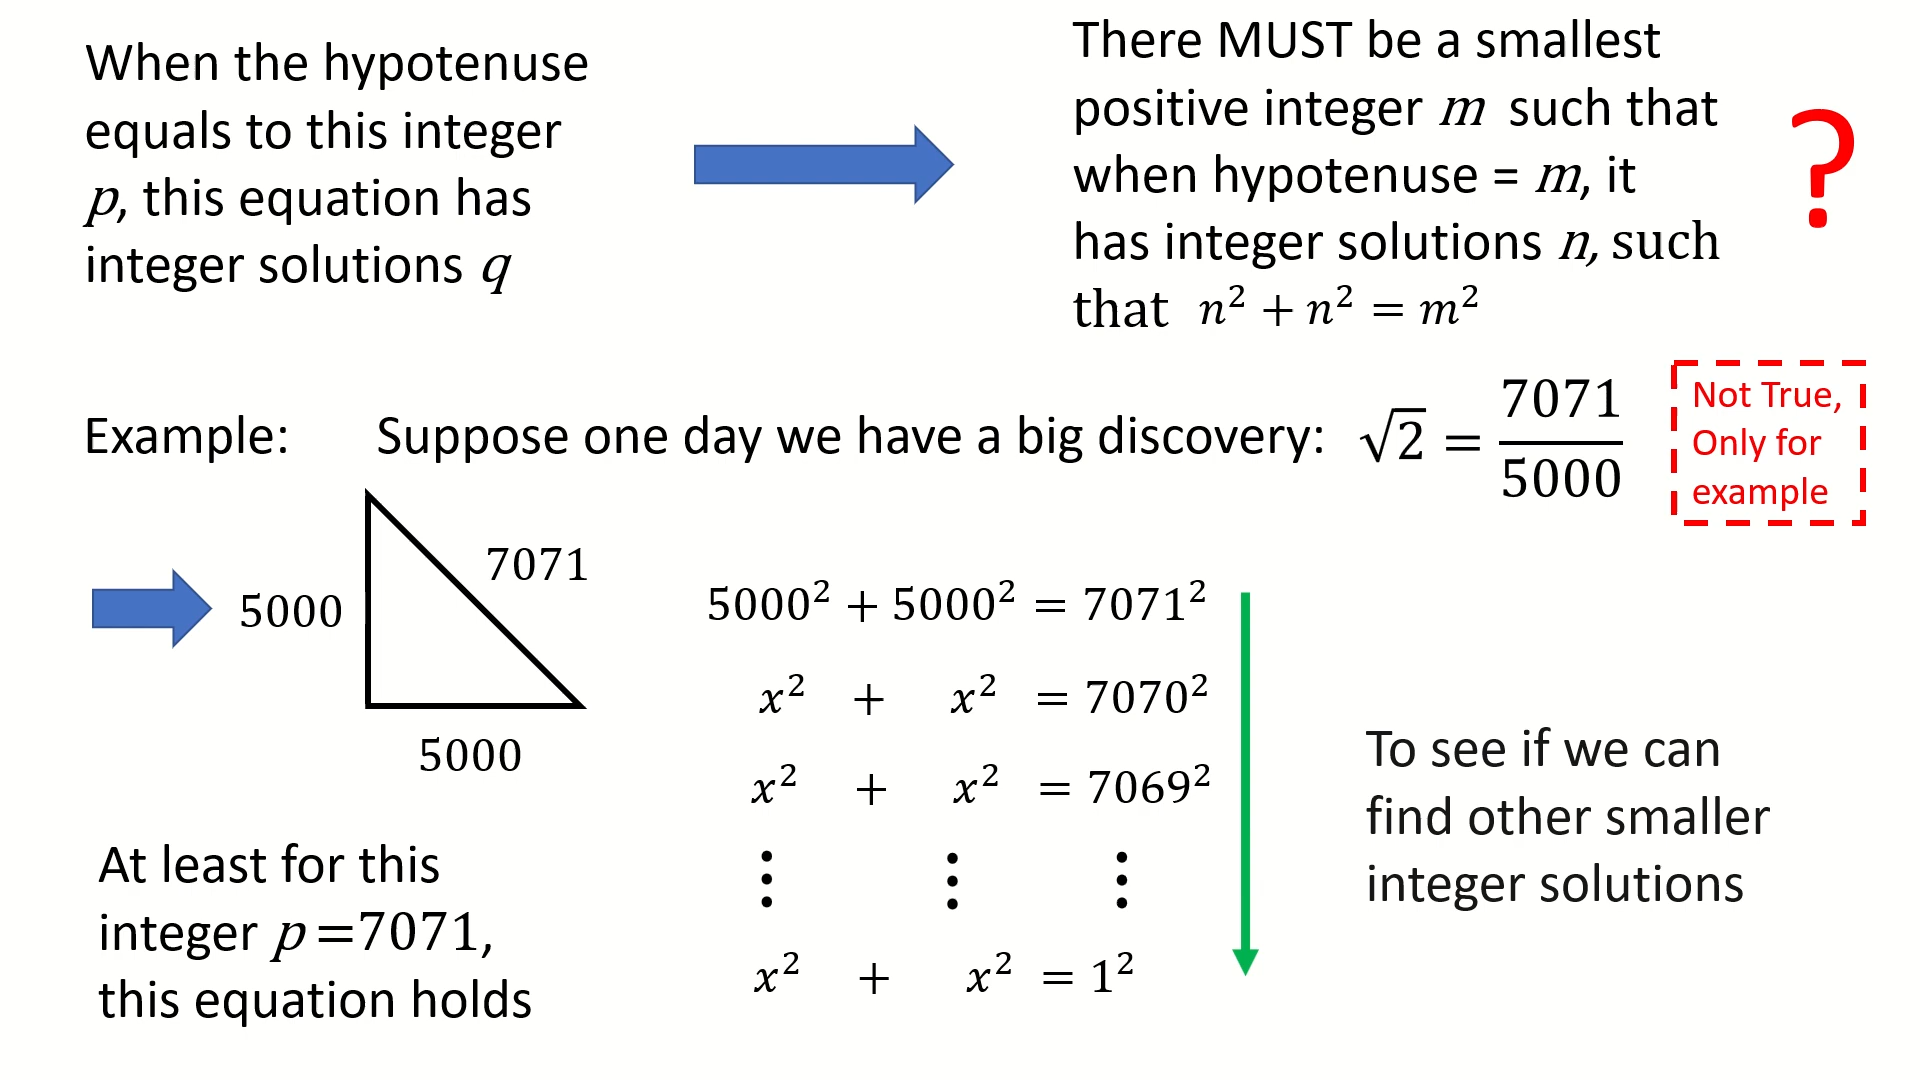 When the hypotenuse
equals to this integer
p, this equation has
integer solutions q
There MUST be a smallest
positive integer m such that
when hypotenuse = m, it
has integer solutions n, such
that n² + n² = m²
?
Example: Suppose one day we have a big discovery: √2 = 7071/5000
Not True,
Only for
example
7071
5000
5000
5000² + 5000² = 7071²
x² + x² = 7070²
x² + x² = 7069²
⋮ ⋮ ⋮
x² + x² = 1²
To see if we can
find other smaller
integer solutions
At least for this
integer p =7071,
this equation holds